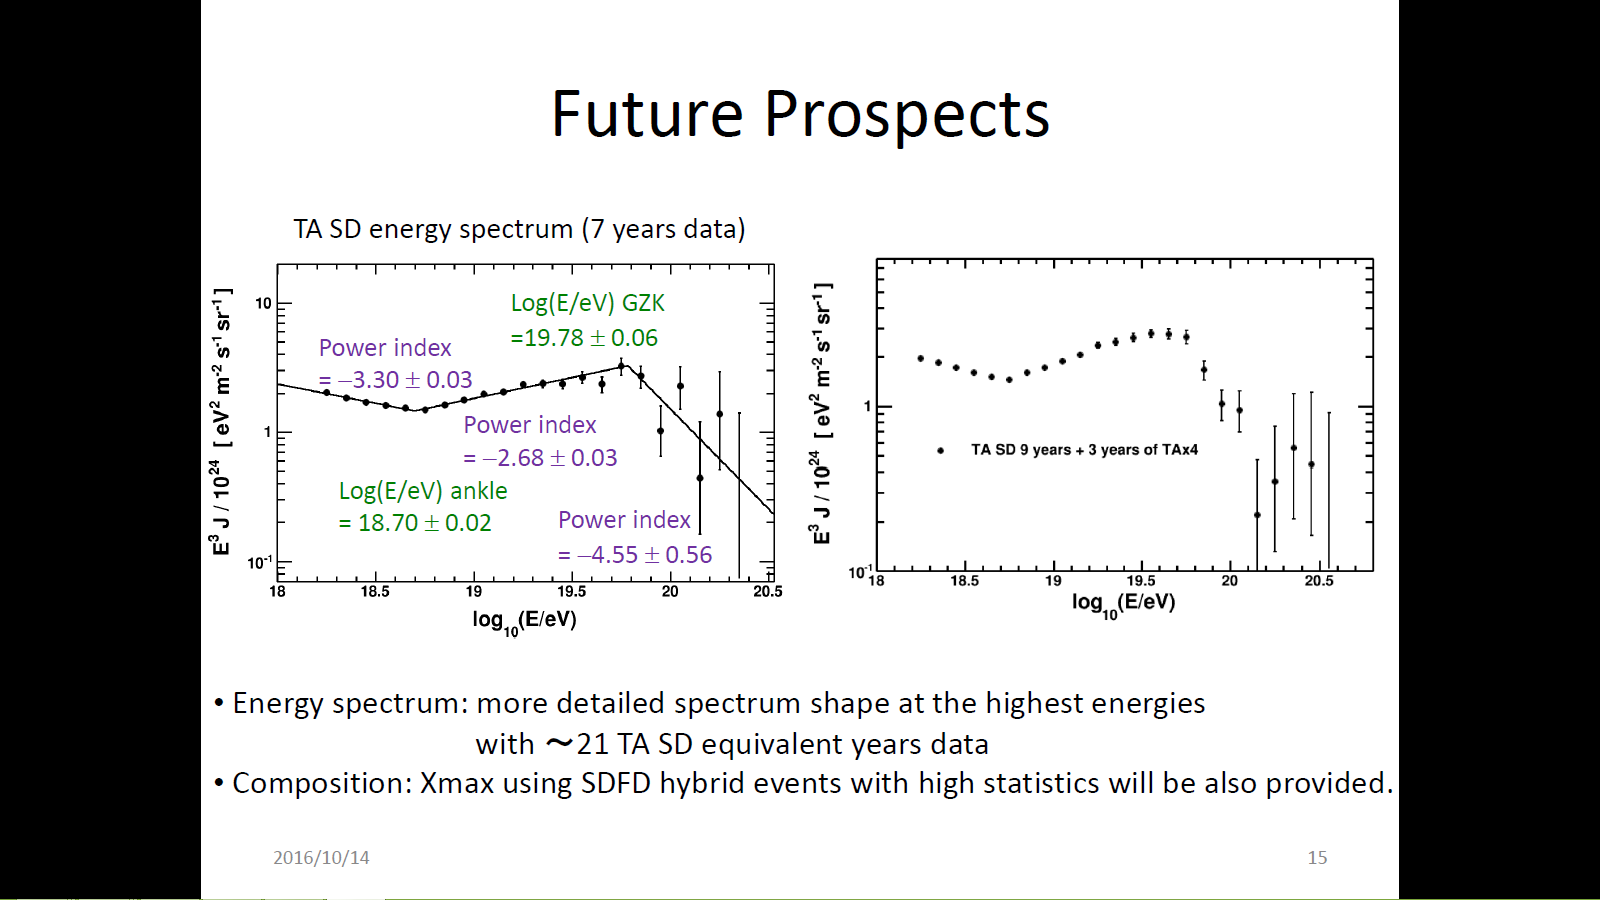 Future Prospects
TA SD energy spectrum (7 years data)
E³ J / 10²⁴ [ eV² m⁻² s⁻¹ sr⁻¹ ]
10
1
10⁻¹
Log(E/eV) GZK
=19.78 ± 0.06
Power index
= −3.30 ± 0.03
Power index
= −2.68 ± 0.03
Log(E/eV) ankle
= 18.70 ± 0.02
Power index
= −4.55 ± 0.56
18 18.5 19 19.5 20 20.5
log₁₀(E/eV)
E³ J / 10²⁴ [ eV² m⁻² s⁻¹ sr⁻¹ ]
1
10⁻¹
TA SD 9 years + 3 years of TAx4
18 18.5 19 19.5 20 20.5
log₁₀(E/eV)
• Energy spectrum: more detailed spectrum shape at the highest energies
with ～21 TA SD equivalent years data
• Composition: Xmax using SDFD hybrid events with high statistics will be also provided.
2016/10/14
15